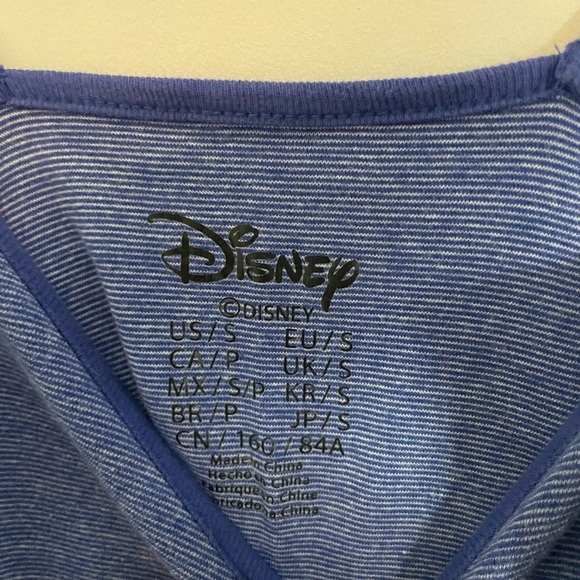 Disney
©DISNEY
US / S EU / S
CA / P UK / S
MX / S/P KR / S
BR / P JP / S
CN / 160 / 84A
Made in China
Hecho en China
Fabriqué en China
Fabricado na China